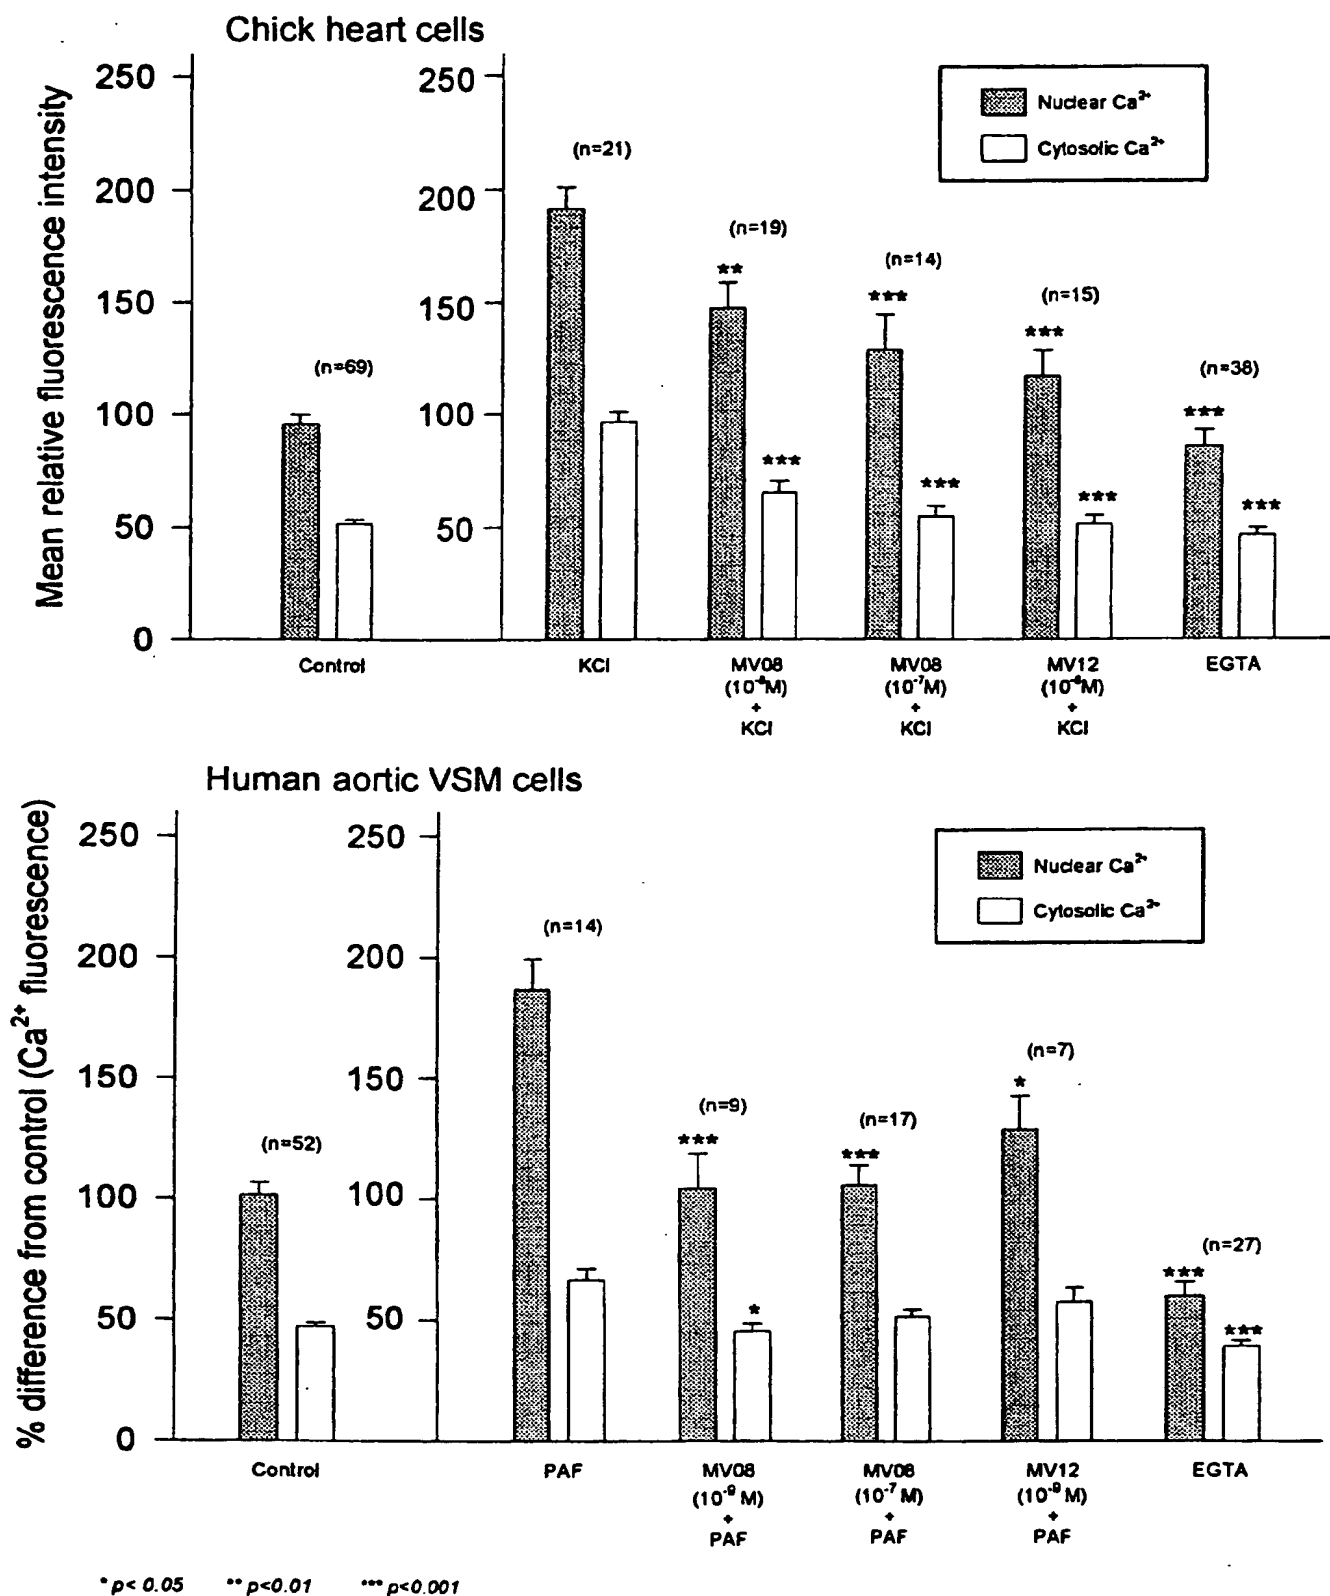 Chick heart cells
Mean relative fluorescence intensity
250
200
150
100
50
0
250
200
150
100
50
Nuclear Ca²⁺
Cytosolic Ca²⁺
(n=69)
(n=21)
(n=19)
**
***
(n=14)
***
***
(n=15)
***
***
(n=38)
***
***
Control
KCl
MV08
(10⁻⁸M)
+
KCl
MV08
(10⁻⁷M)
+
KCl
MV12
(10⁻⁸M)
+
KCl
EGTA
Human aortic VSM cells
% difference from control (Ca²⁺ fluorescence)
250
200
150
100
50
0
250
200
150
100
50
Nuclear Ca²⁺
Cytosolic Ca²⁺
(n=52)
(n=14)
(n=9)
***
*
(n=17)
***
(n=7)
*
(n=27)
***
***
Control
PAF
MV08
(10⁻⁹ M)
+
PAF
MV08
(10⁻⁷ M)
+
PAF
MV12
(10⁻⁹ M)
+
PAF
EGTA
* p< 0.05 ** p<0.01 *** p<0.001